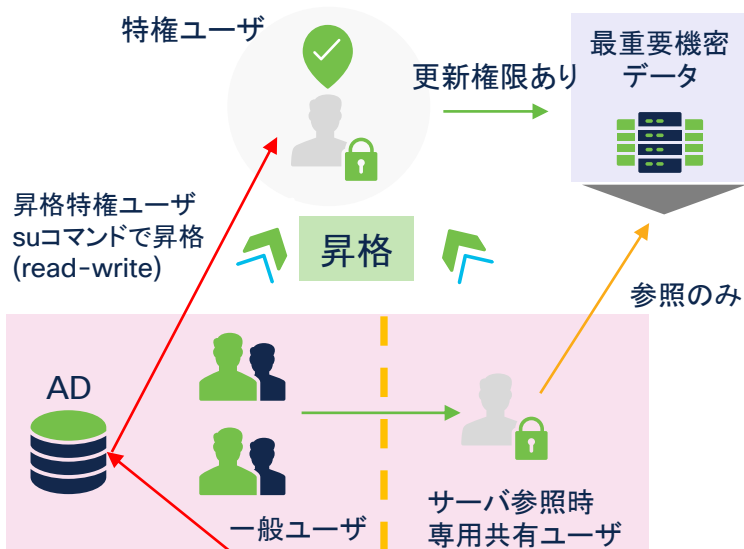 特権ユーザ
更新権限あり
最重要機密
データ
昇格特権ユーザ
suコマンドで昇格
(read-write)
昇格
参照のみ
AD
一般ユーザ
サーバ参照時
専用共有ユーザ